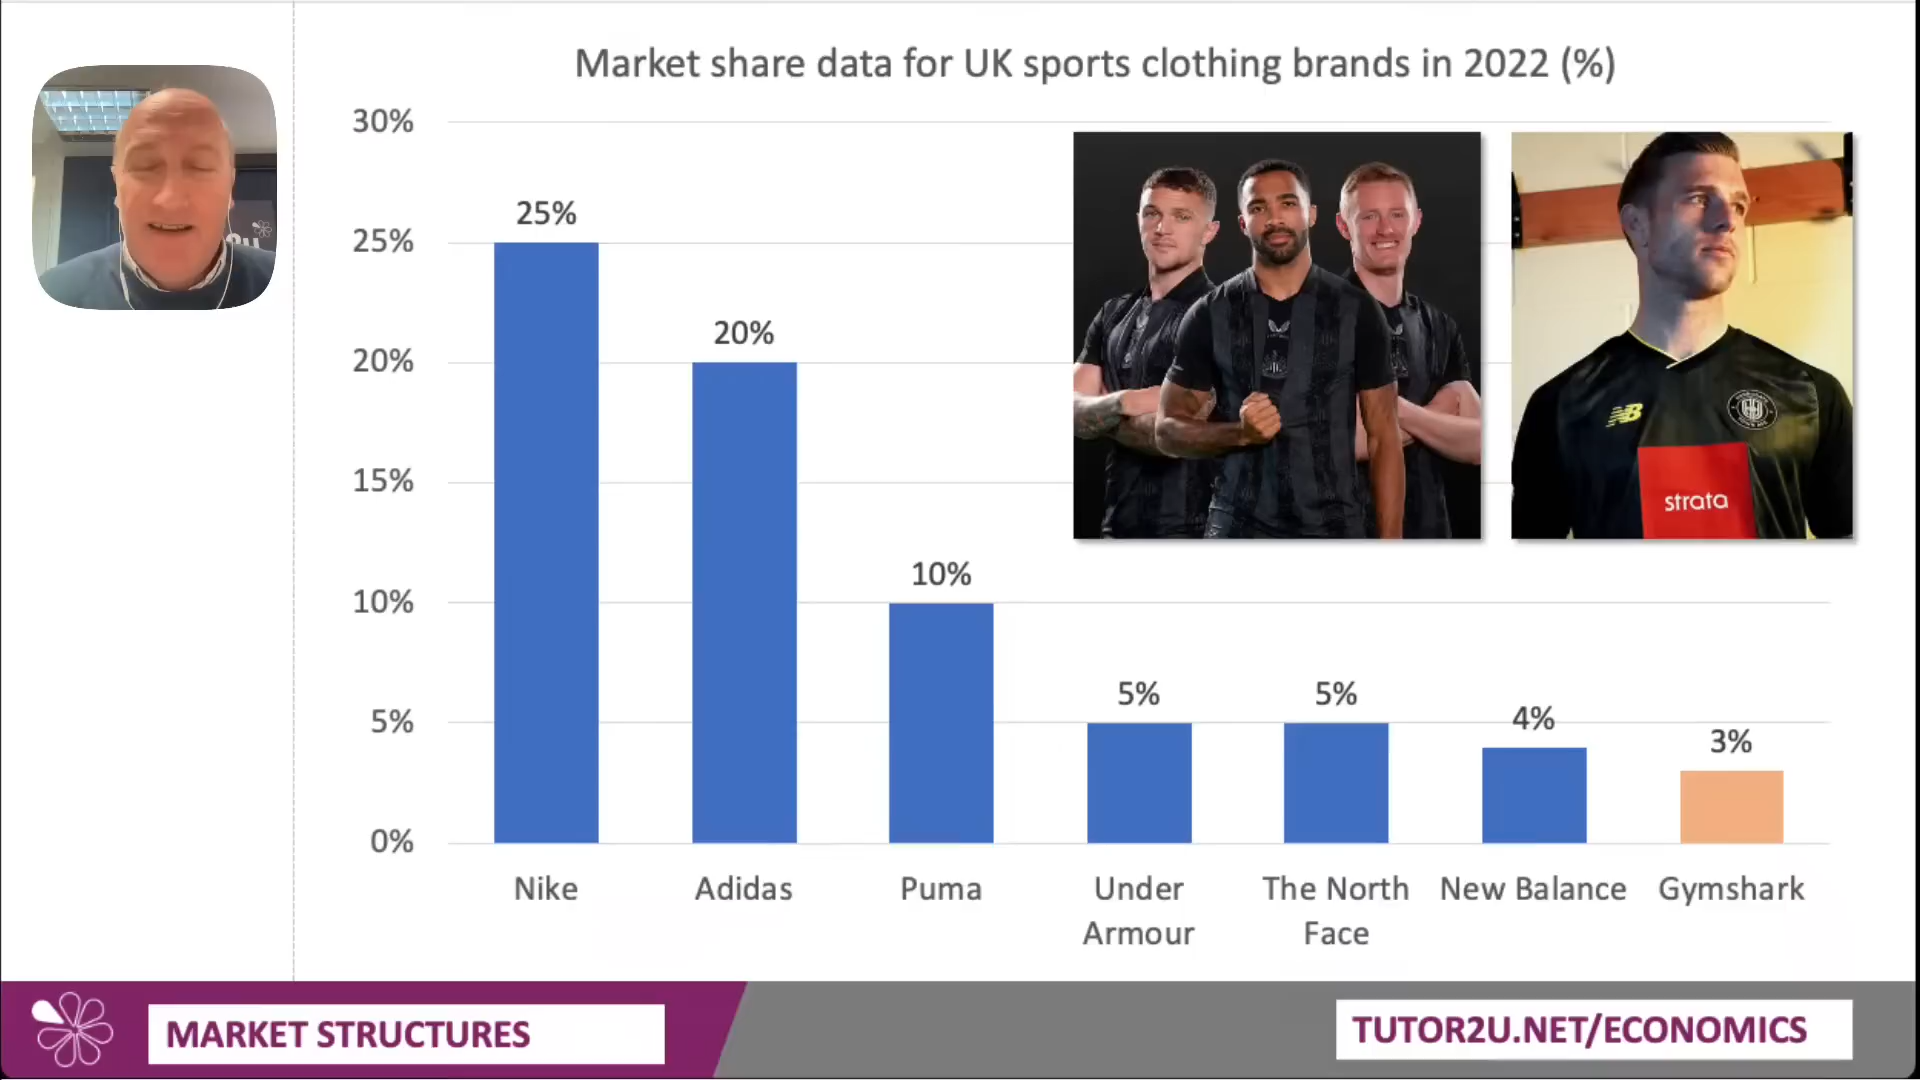 Market share data for UK sports clothing brands in 2022 (%)
30%
25%
20%
15%
10%
5%
0%
25%
20%
10%
5%
5%
4%
3%
Nike
Adidas
Puma
Under
Armour
The North
Face
New Balance
Gymshark
NB
strata
MARKET STRUCTURES
TUTOR2U.NET/ECONOMICS